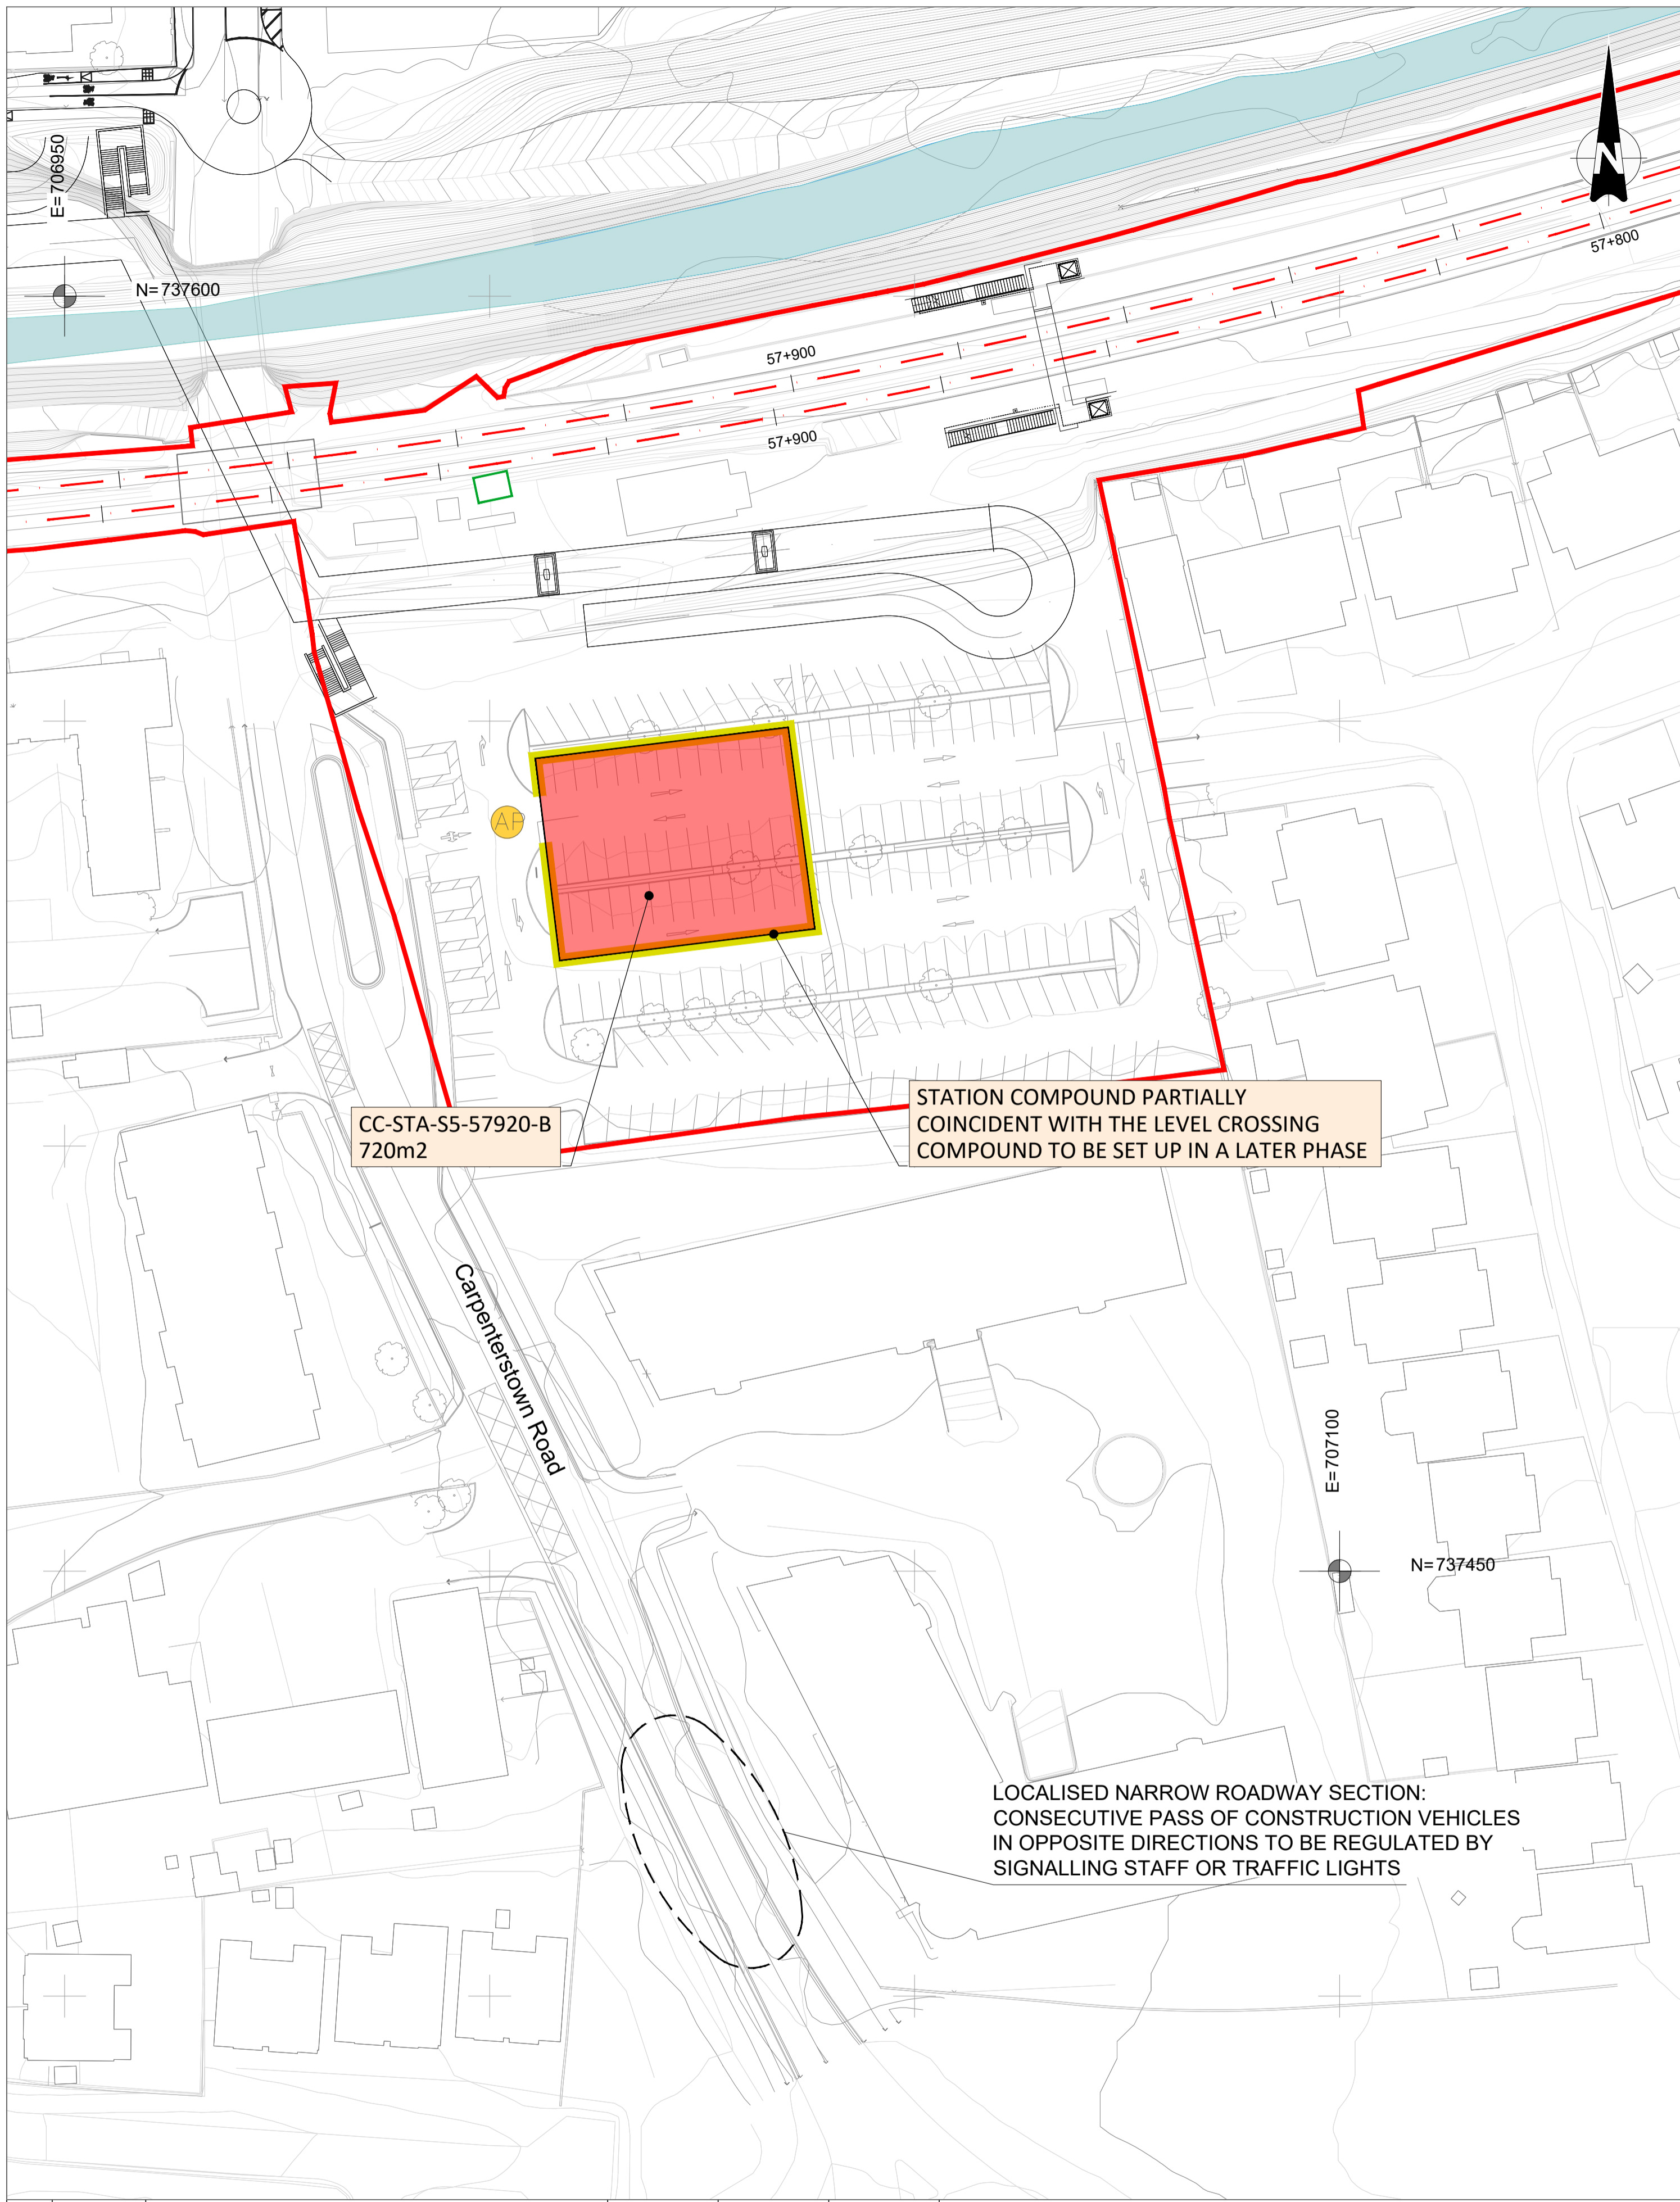 E=706950
N
57+800
N=737600
57+900
57+900
AP
CC-STA-S5-57920-B
720m2
STATION COMPOUND PARTIALLY
COINCIDENT WITH THE LEVEL CROSSING
COMPOUND TO BE SET UP IN A LATER PHASE
Carpenterstown Road
E=707100
N=737450
LOCALISED NARROW ROADWAY SECTION:
CONSECUTIVE PASS OF CONSTRUCTION VEHICLES
IN OPPOSITE DIRECTIONS TO BE REGULATED BY
SIGNALLING STAFF OR TRAFFIC LIGHTS